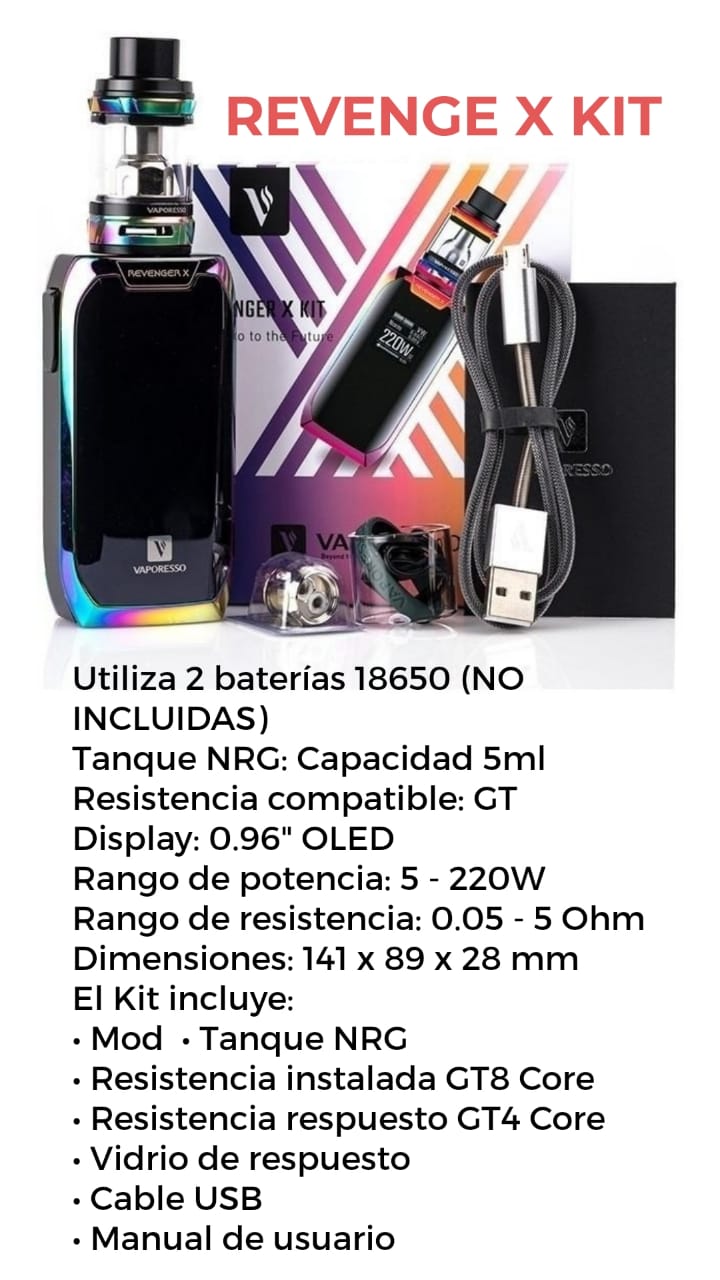 REVENGE X KIT
VAPORESSO
REVENGER X
NGER X KIT
o to the Future
REVENGER X
220W
VAPORESSO
VA
Beyond
RESSO
Utiliza 2 baterías 18650 (NO
INCLUIDAS)
Tanque NRG: Capacidad 5ml
Resistencia compatible: GT
Display: 0.96" OLED
Rango de potencia: 5 - 220W
Rango de resistencia: 0.05 - 5 Ohm
Dimensiones: 141 x 89 x 28 mm
El Kit incluye:
• Mod • Tanque NRG
• Resistencia instalada GT8 Core
• Resistencia respuesto GT4 Core
• Vidrio de respuesto
• Cable USB
• Manual de usuario